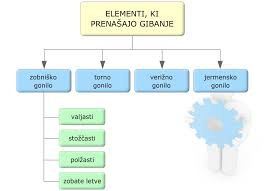 ELEMENTI, KI
PRENAŠAJO GIBANJE
zobniško
gonilo
torno
gonilo
verižno
gonilo
jermensko
gonilo
valjasti
stožčasti
polžasti
zobate letve